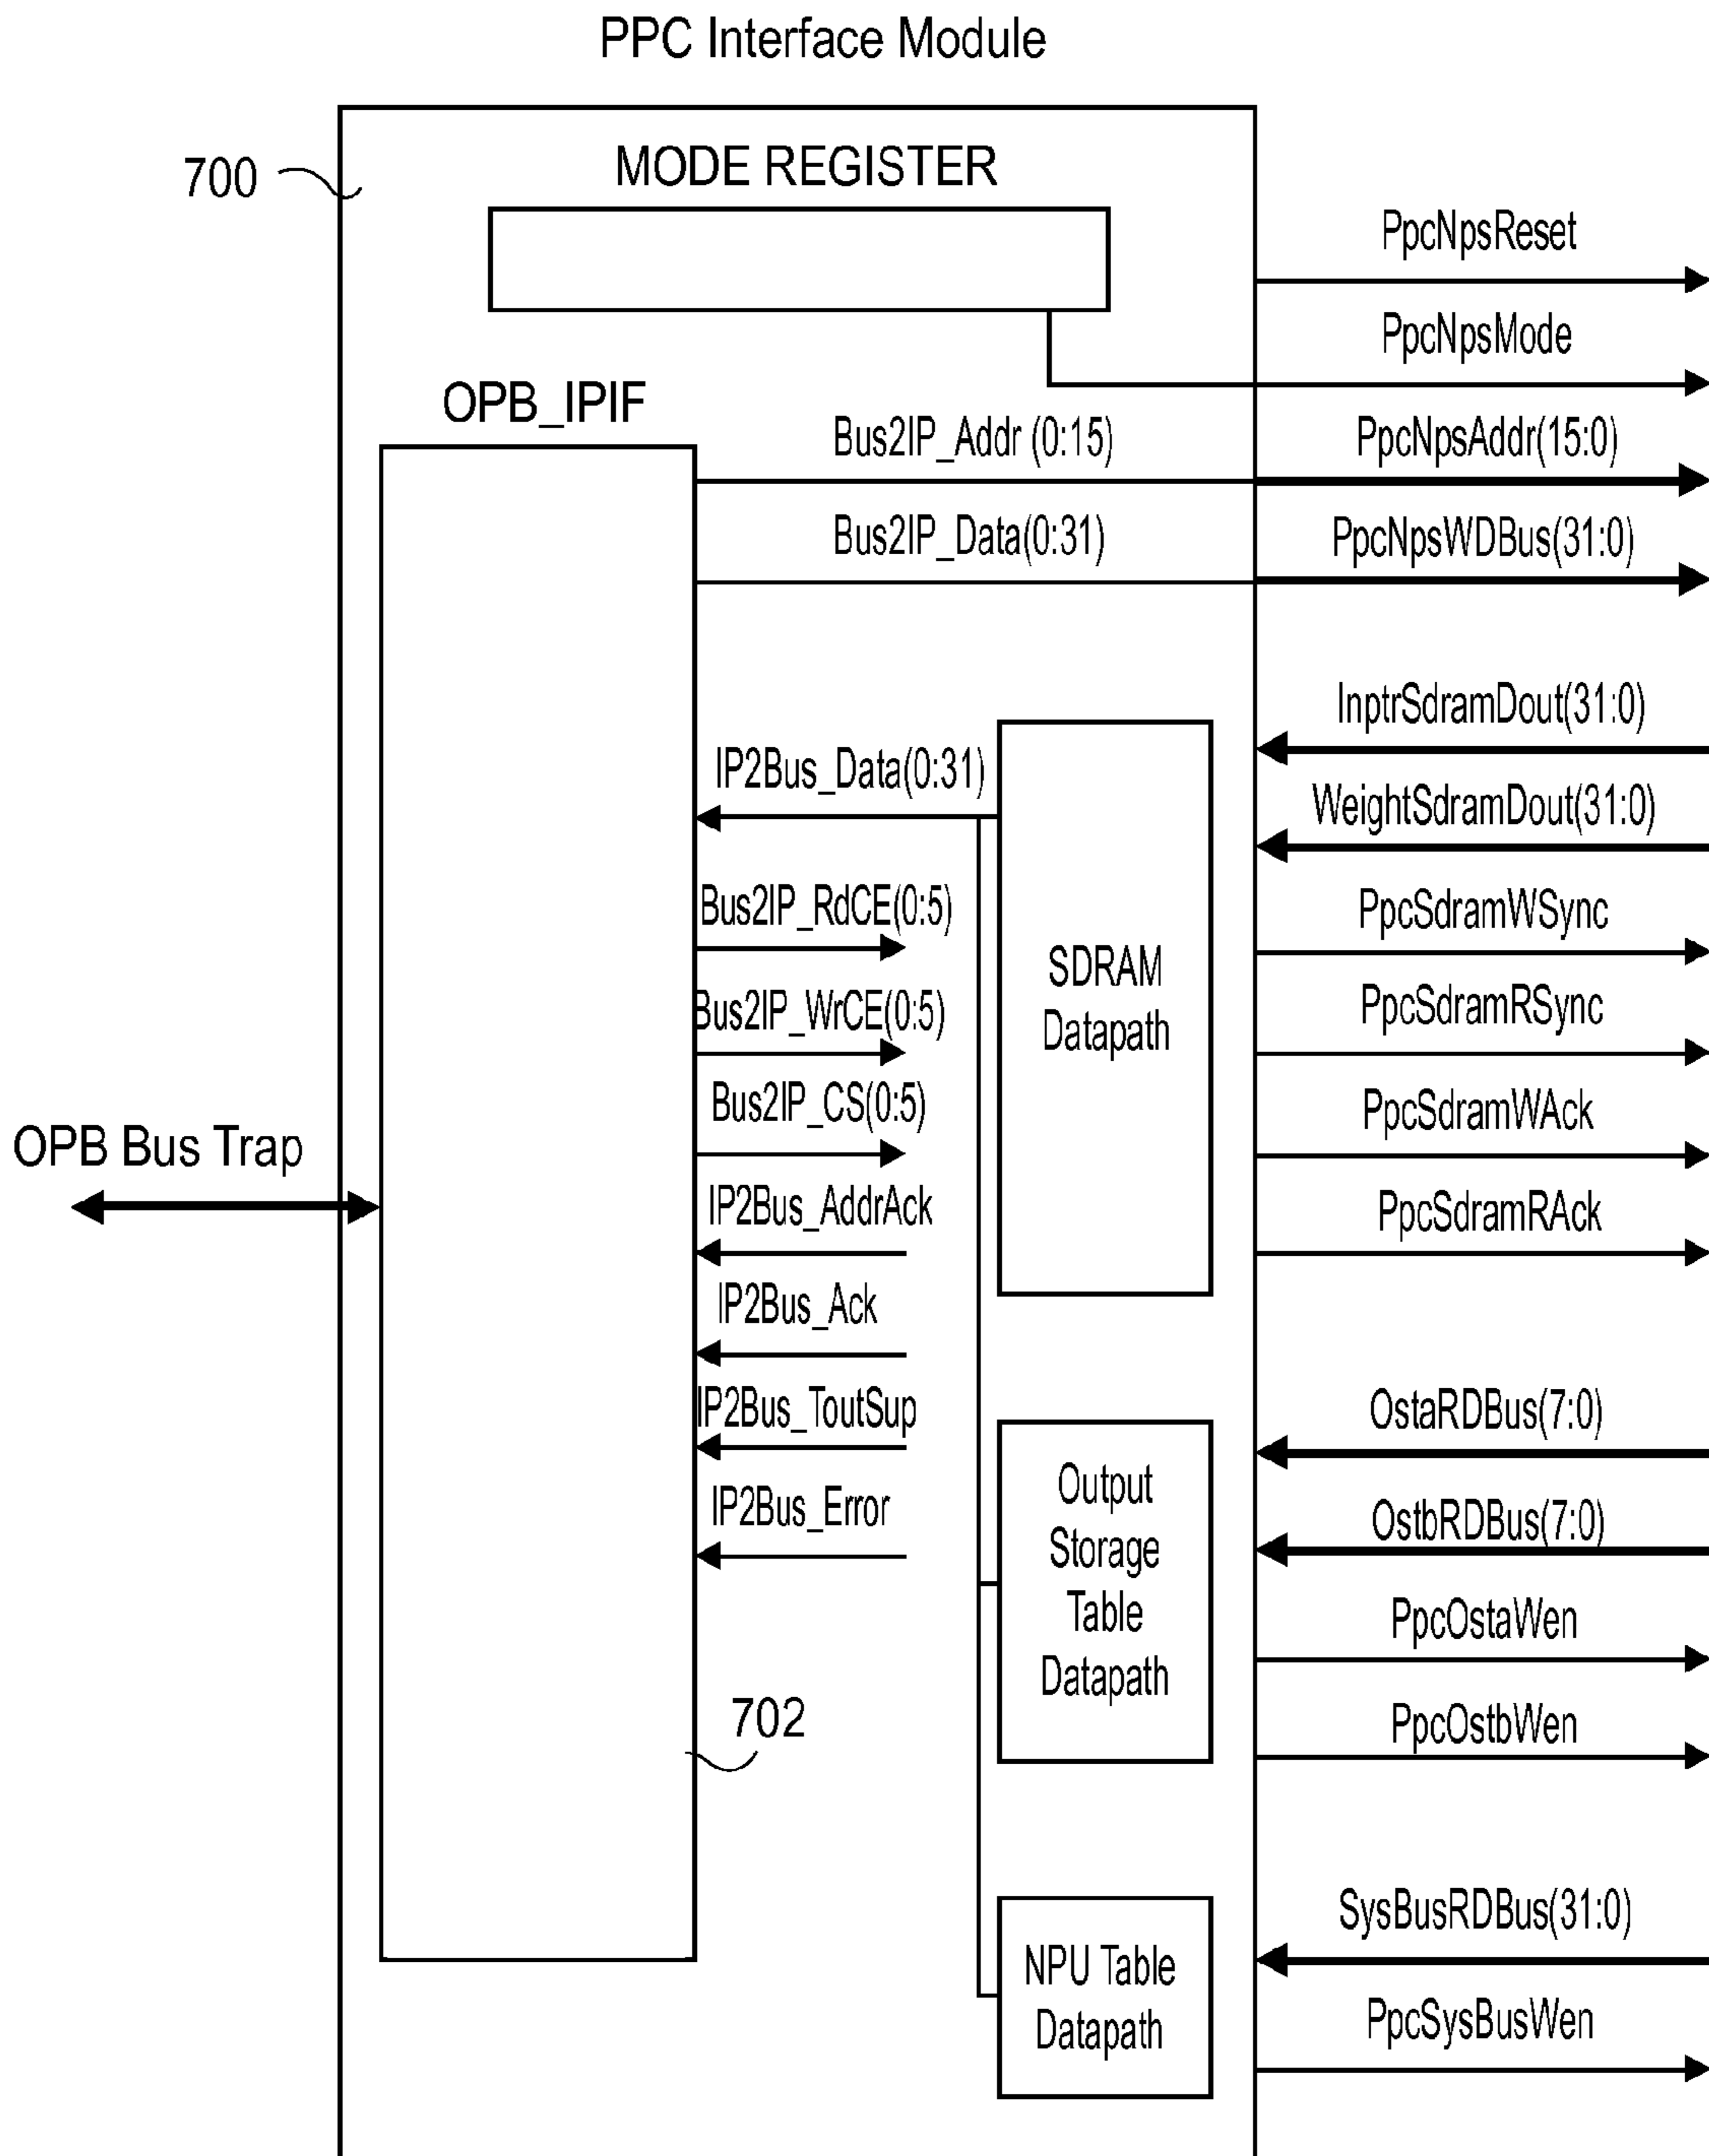 PPC Interface Module
700
MODE REGISTER
PpcNpsReset
PpcNpsMode
OPB_IPIF
Bus2IP_Addr (0:15)
PpcNpsAddr(15:0)
Bus2IP_Data(0:31)
PpcNpsWDBus(31:0)
InptrSdramDout(31:0)
IP2Bus_Data(0:31)
WeightSdramDout(31:0)
Bus2IP_RdCE(0:5)
PpcSdramWSync
SDRAM
Datapath
Bus2IP_WrCE(0:5)
PpcSdramRSync
Bus2IP_CS(0:5)
PpcSdramWAck
OPB Bus Trap
IP2Bus_AddrAck
PpcSdramRAck
IP2Bus_Ack
IP2Bus_ToutSup
OstaRDBus(7:0)
Output
Storage
Table
Datapath
IP2Bus_Error
OstbRDBus(7:0)
PpcOstaWen
702
PpcOstbWen
SysBusRDBus(31:0)
NPU Table
Datapath
PpcSysBusWen